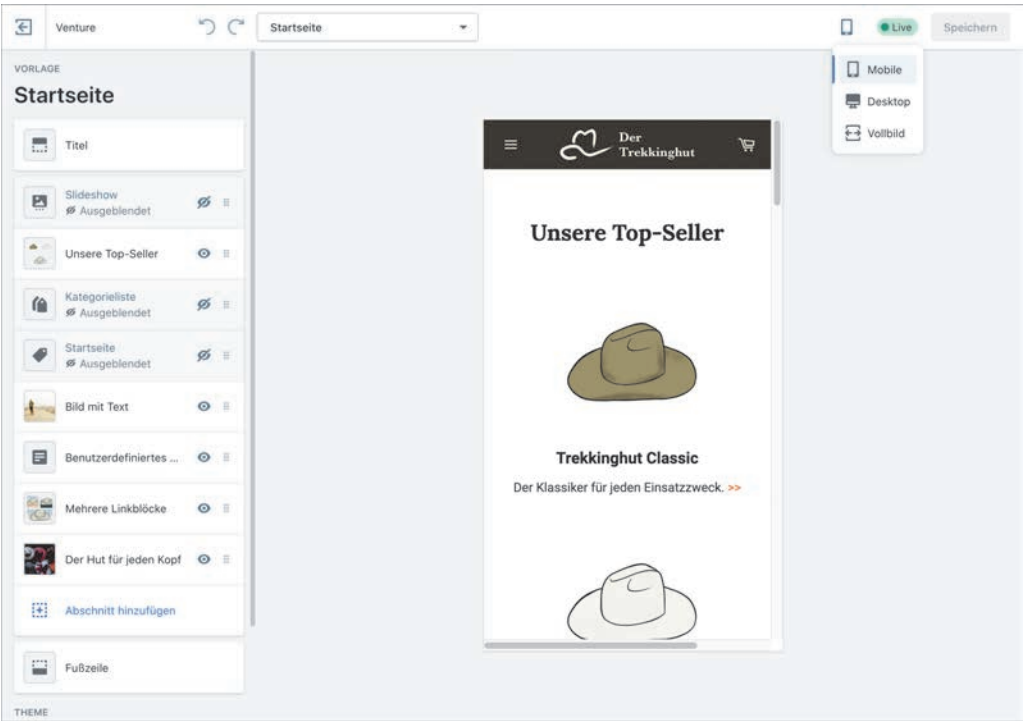 Venture
Startseite
Live
Speichern
Mobile
Desktop
Vollbild
VORLAGE
Startseite
Titel
Slideshow
Ausgeblendet
Unsere Top-Seller
Kategorieliste
Ausgeblendet
Startseite
Ausgeblendet
Bild mit Text
Benutzerdefiniertes ...
Mehrere Linkblöcke
Der Hut für jeden Kopf
Abschnitt hinzufügen
Fußzeile
THEME
Der
Trekkinghut
Unsere Top-Seller
Trekkinghut Classic
Der Klassiker für jeden Einsatzzweck. >>